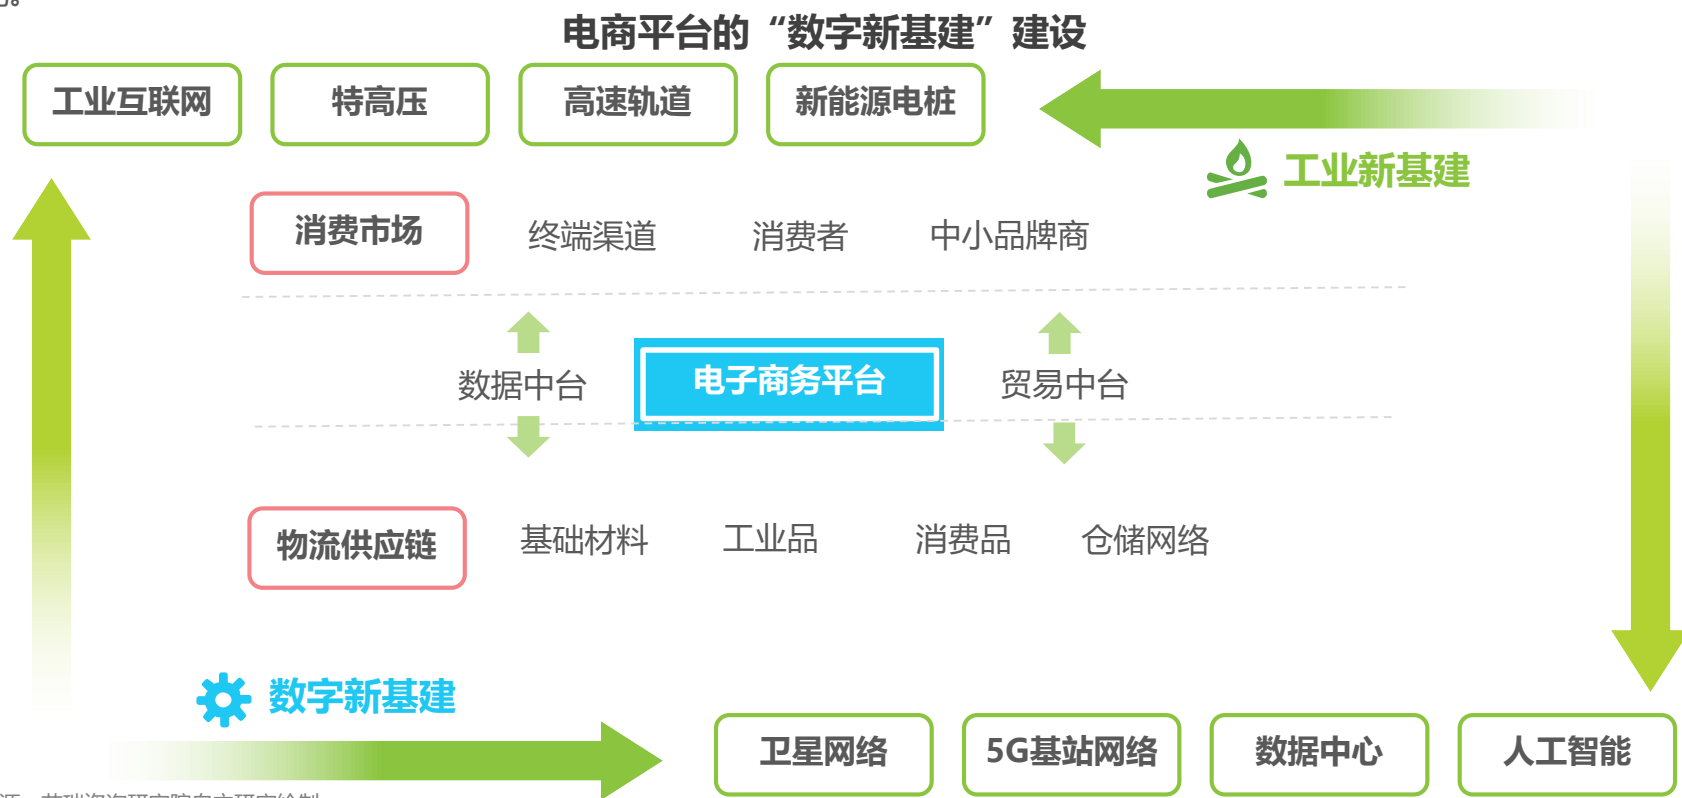 电商平台的“数字新基建”建设
工业互联网 特高压 高速轨道 新能源电桩
工业新基建
消费市场 终端渠道 消费者 中小品牌商
数据中台 电子商务平台 贸易中台
物流供应链 基础材料 工业品 消费品 仓储网络
数字新基建
卫星网络 5G基站网络 数据中心 人工智能